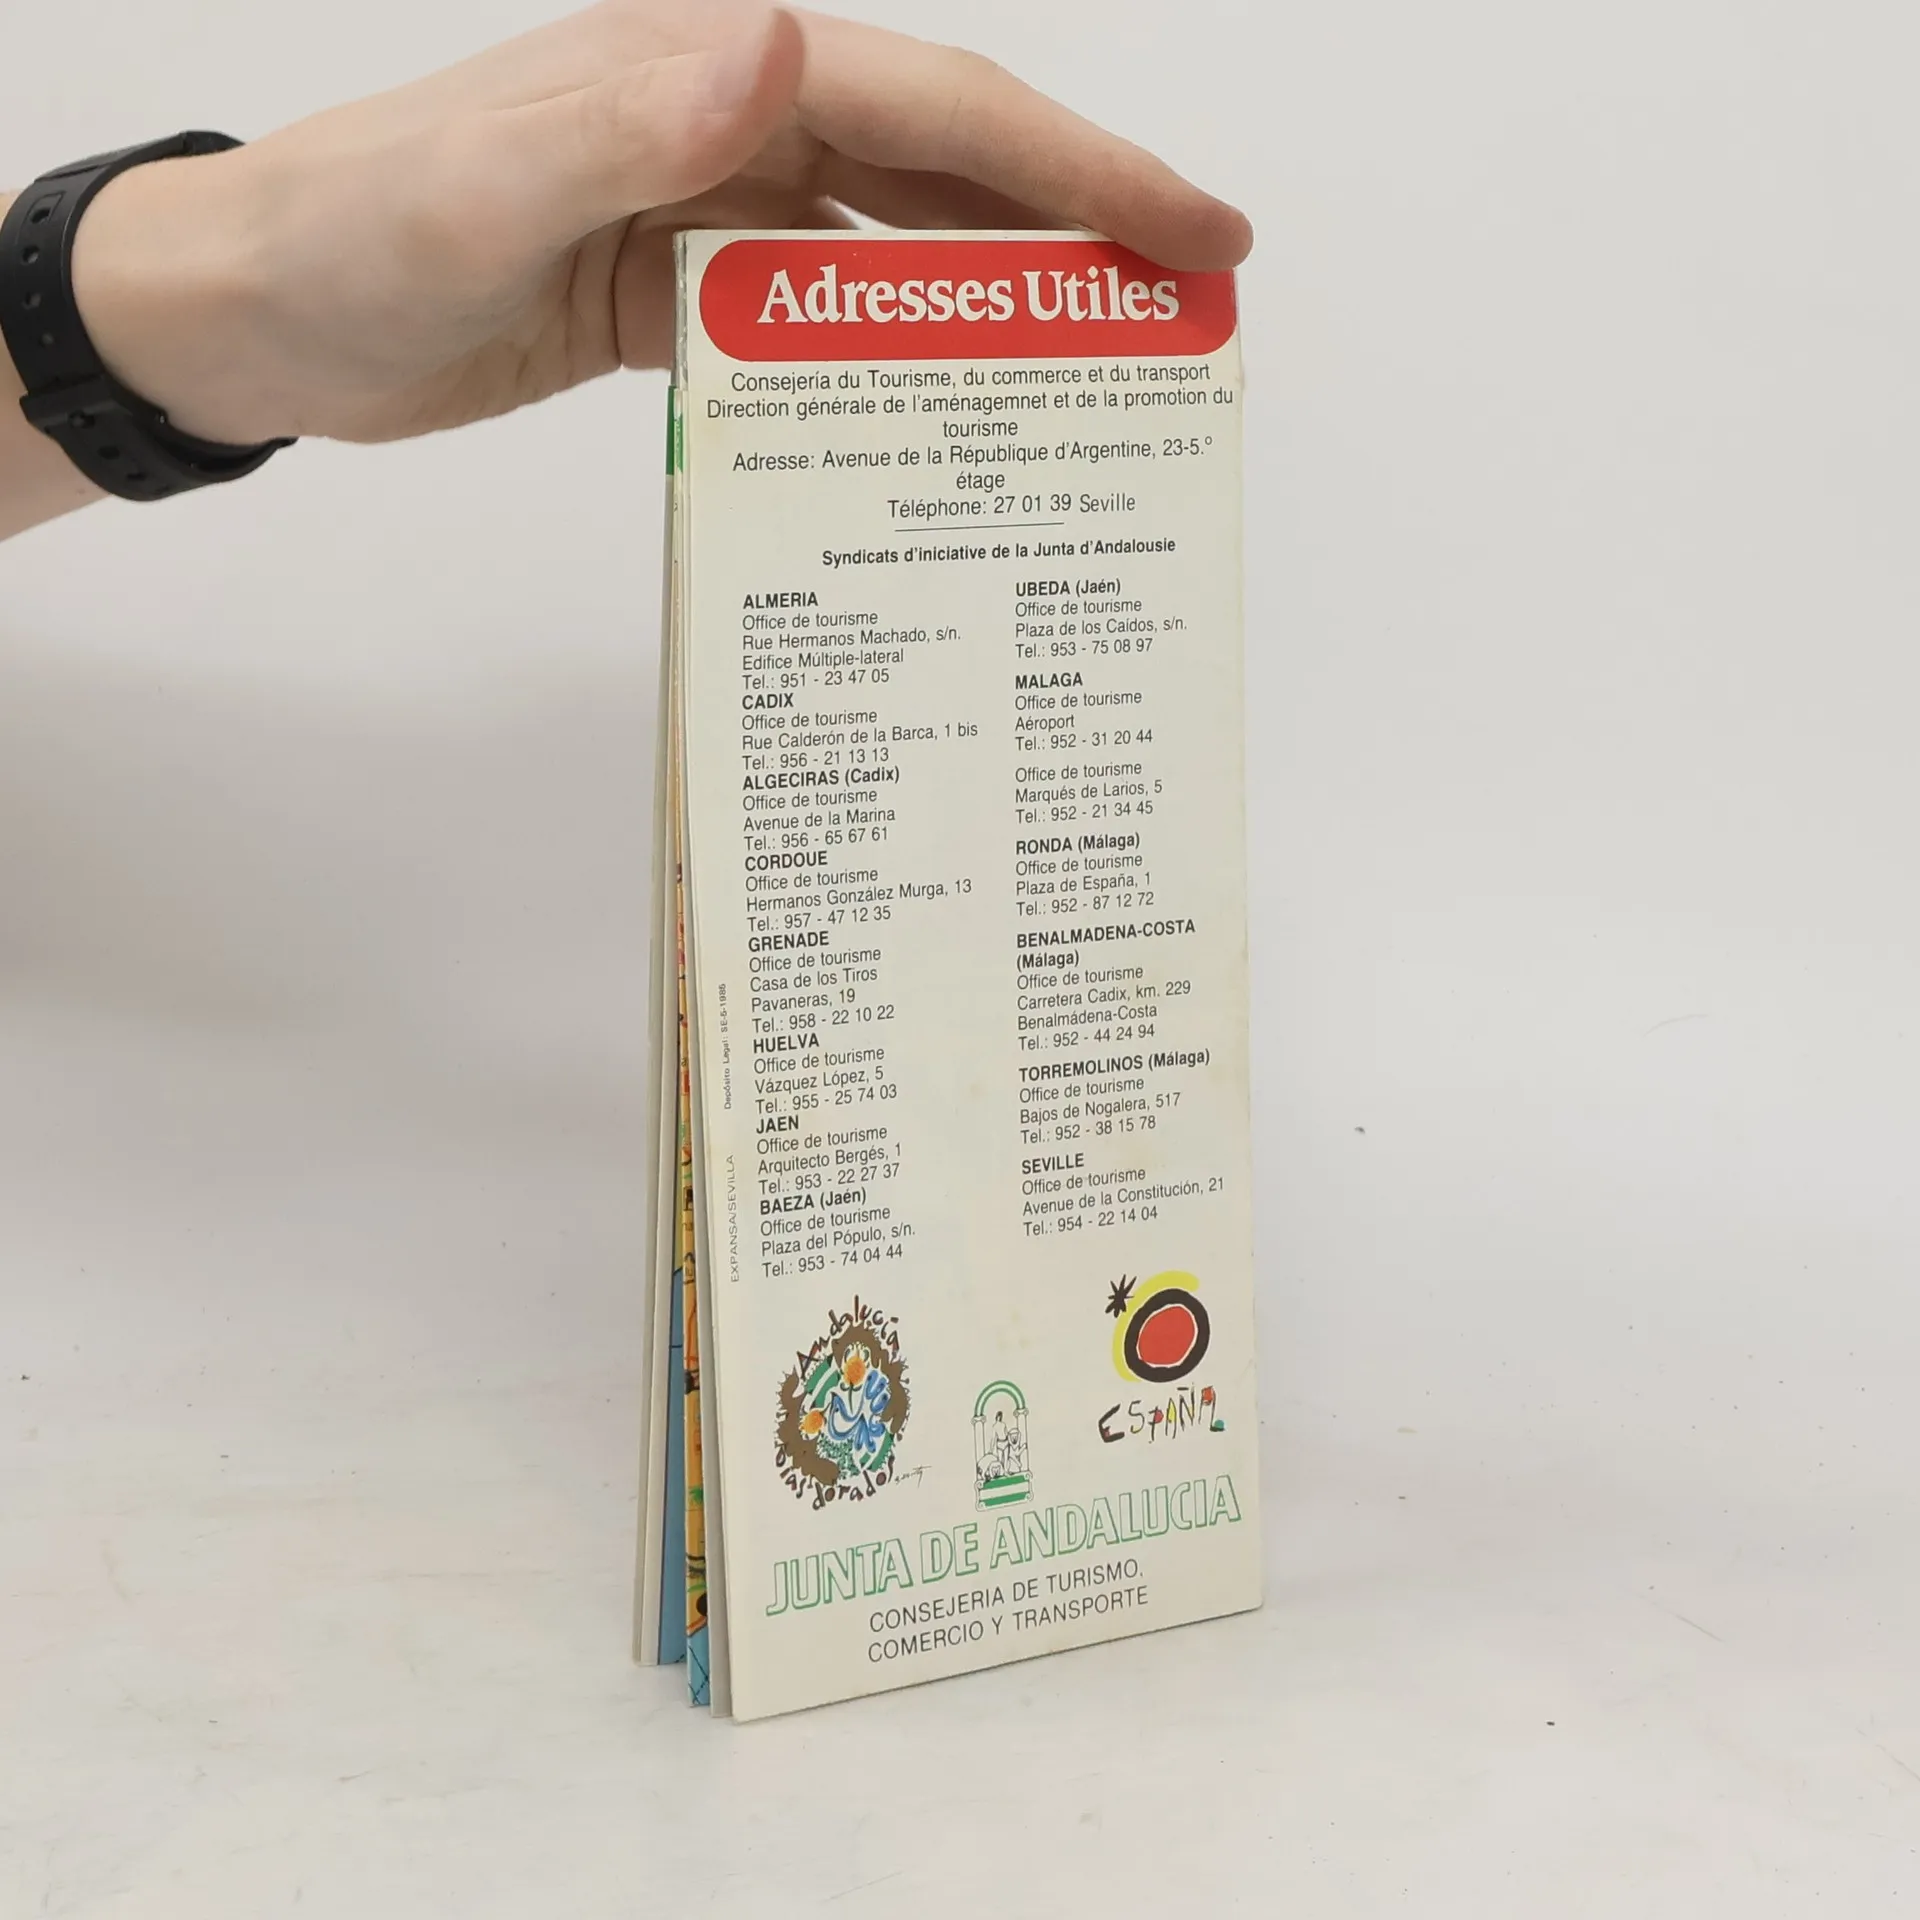 Adresses Utiles
Consejería du Tourisme, du commerce et du transport
Direction générale de l'aménagemnet et de la promotion du
tourisme
Adresse: Avenue de la République d'Argentine, 23-5.º
étage
Téléphone: 27 01 39 Seville
Syndicats d'iniciative de la Junta d'Andalousie
ALMERIA
Office de tourisme
Rue Hermanos Machado, s/n.
Edifice Múltiple-lateral
Tel.: 951 - 23 47 05
CADIX
Office de tourisme
Rue Calderón de la Barca, 1 bis
Tel.: 956 - 21 13 13
ALGECIRAS (Cadix)
Office de tourisme
Avenue de la Marina
Tel.: 956 - 65 67 61
CORDOUE
Office de tourisme
Hermanos González Murga, 13
Tel.: 957 - 47 12 35
GRENADE
Office de tourisme
Casa de los Tiros
Pavaneras, 19
Tel.: 958 - 22 10 22
HUELVA
Office de tourisme
Vázquez López, 5
Tel.: 955 - 25 74 03
JAEN
Office de tourisme
Arquitecto Bergés, 1
Tel.: 953 - 22 27 37
BAEZA (Jaén)
Office de tourisme
Plaza del Pópulo, s/n.
Tel.: 953 - 74 04 44
UBEDA (Jaén)
Office de tourisme
Plaza de los Caídos, s/n.
Tel.: 953 - 75 08 97
MALAGA
Office de tourisme
Aéroport
Tel.: 952 - 31 20 44
Office de tourisme
Marqués de Larios, 5
Tel.: 952 - 21 34 45
RONDA (Málaga)
Office de tourisme
Plaza de España, 1
Tel.: 952 - 87 12 72
BENALMADENA-COSTA
(Málaga)
Office de tourisme
Carretera Cadix, km. 229
Benalmádena-Costa
Tel.: 952 - 44 24 94
TORREMOLINOS (Málaga)
Office de tourisme
Bajos de Nogalera, 517
Tel.: 952 - 38 15 78
SEVILLE
Office de tourisme
Avenue de la Constitución, 21
Tel.: 954 - 22 14 04
EXPANSA/SEVILLA
Depósito Legal: SE-5-1986
Andalucía
dorados
ESPAÑA
JUNTA DE ANDALUCIA
CONSEJERIA DE TURISMO,
COMERCIO Y TRANSPORTE